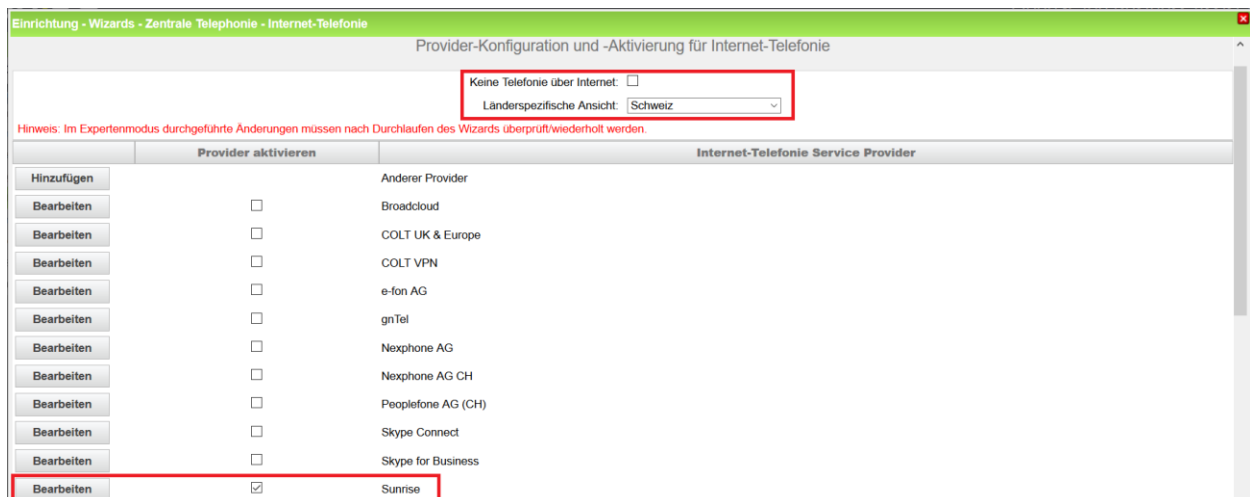 Einrichtung - Wizards - Zentrale Telephonie - Internet-Telefonie
Provider-Konfiguration und -Aktivierung für Internet-Telefonie
Keine Telefonie über Internet:
Länderspezifische Ansicht: Schweiz
Hinweis: Im Expertenmodus durchgeführte Änderungen müssen nach Durchlaufen des Wizards überprüft/wiederholt werden.
Provider aktivieren Internet-Telefonie Service Provider
Hinzufügen Anderer Provider
Bearbeiten Broadcloud
Bearbeiten COLT UK & Europe
Bearbeiten COLT VPN
Bearbeiten e-fon AG
Bearbeiten gnTel
Bearbeiten Nexphone AG
Bearbeiten Nexphone AG CH
Bearbeiten Peoplefone AG (CH)
Bearbeiten Skype Connect
Bearbeiten Skype for Business
Bearbeiten Sunrise